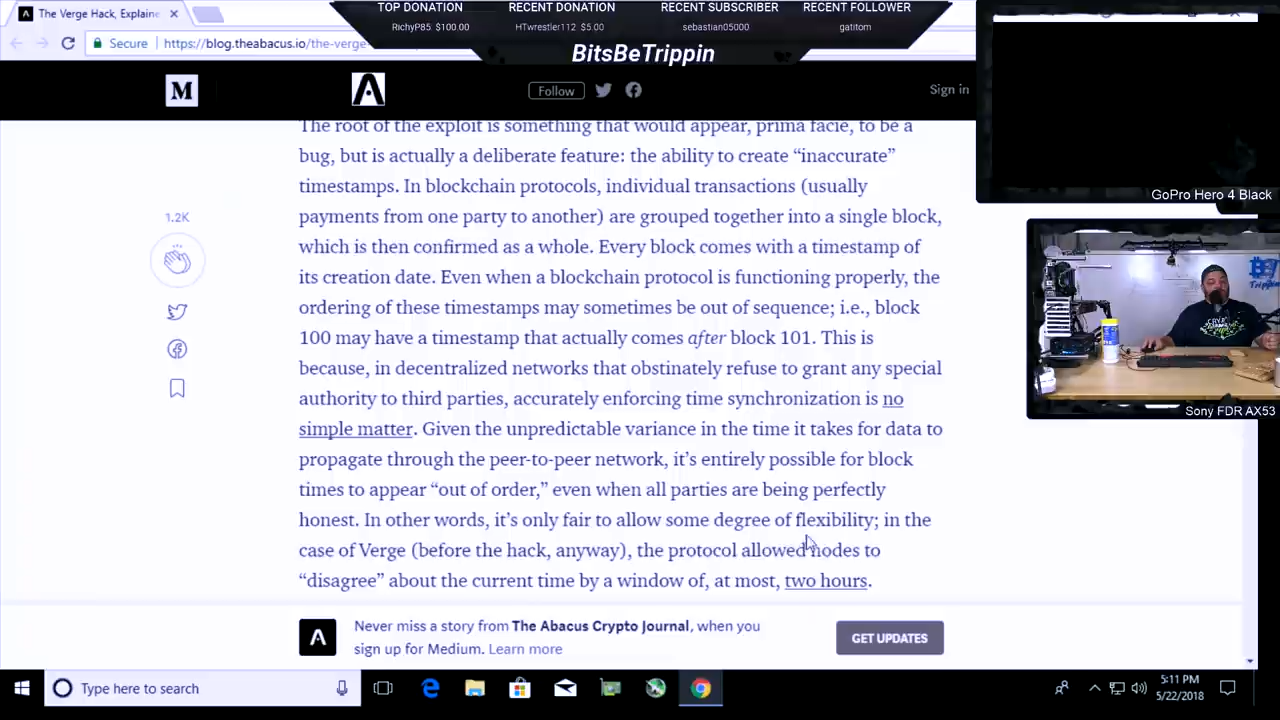 The Verge Hack, Explaine
TOP DONATION
RichyP85: $100.00
RECENT DONATION
HTwrestler112 $5.00
RECENT SUBSCRIBER
sebastian05000
RECENT FOLLOWER
gatitom
BitsBeTrippin
Secure
https://blog.theabacus.io/the-verge-
M
Follow
Sign in
The root of the exploit is something that would appear, prima facie, to be a
bug, but is actually a deliberate feature: the ability to create “inaccurate”
timestamps. In blockchain protocols, individual transactions (usually
payments from one party to another) are grouped together into a single block,
which is then confirmed as a whole. Every block comes with a timestamp of
its creation date. Even when a blockchain protocol is functioning properly, the
ordering of these timestamps may sometimes be out of sequence; i.e., block
100 may have a timestamp that actually comes after block 101. This is
because, in decentralized networks that obstinately refuse to grant any special
authority to third parties, accurately enforcing time synchronization is no
simple matter. Given the unpredictable variance in the time it takes for data to
propagate through the peer-to-peer network, it’s entirely possible for block
times to appear “out of order,” even when all parties are being perfectly
honest. In other words, it’s only fair to allow some degree of flexibility; in the
case of Verge (before the hack, anyway), the protocol allowed nodes to
“disagree” about the current time by a window of, at most, two hours.
1.2K
GoPro Hero 4 Black
Sony FDR AX53
Never miss a story from The Abacus Crypto Journal, when you
sign up for Medium. Learn more
GET UPDATES
Type here to search
5:11 PM
5/22/2018